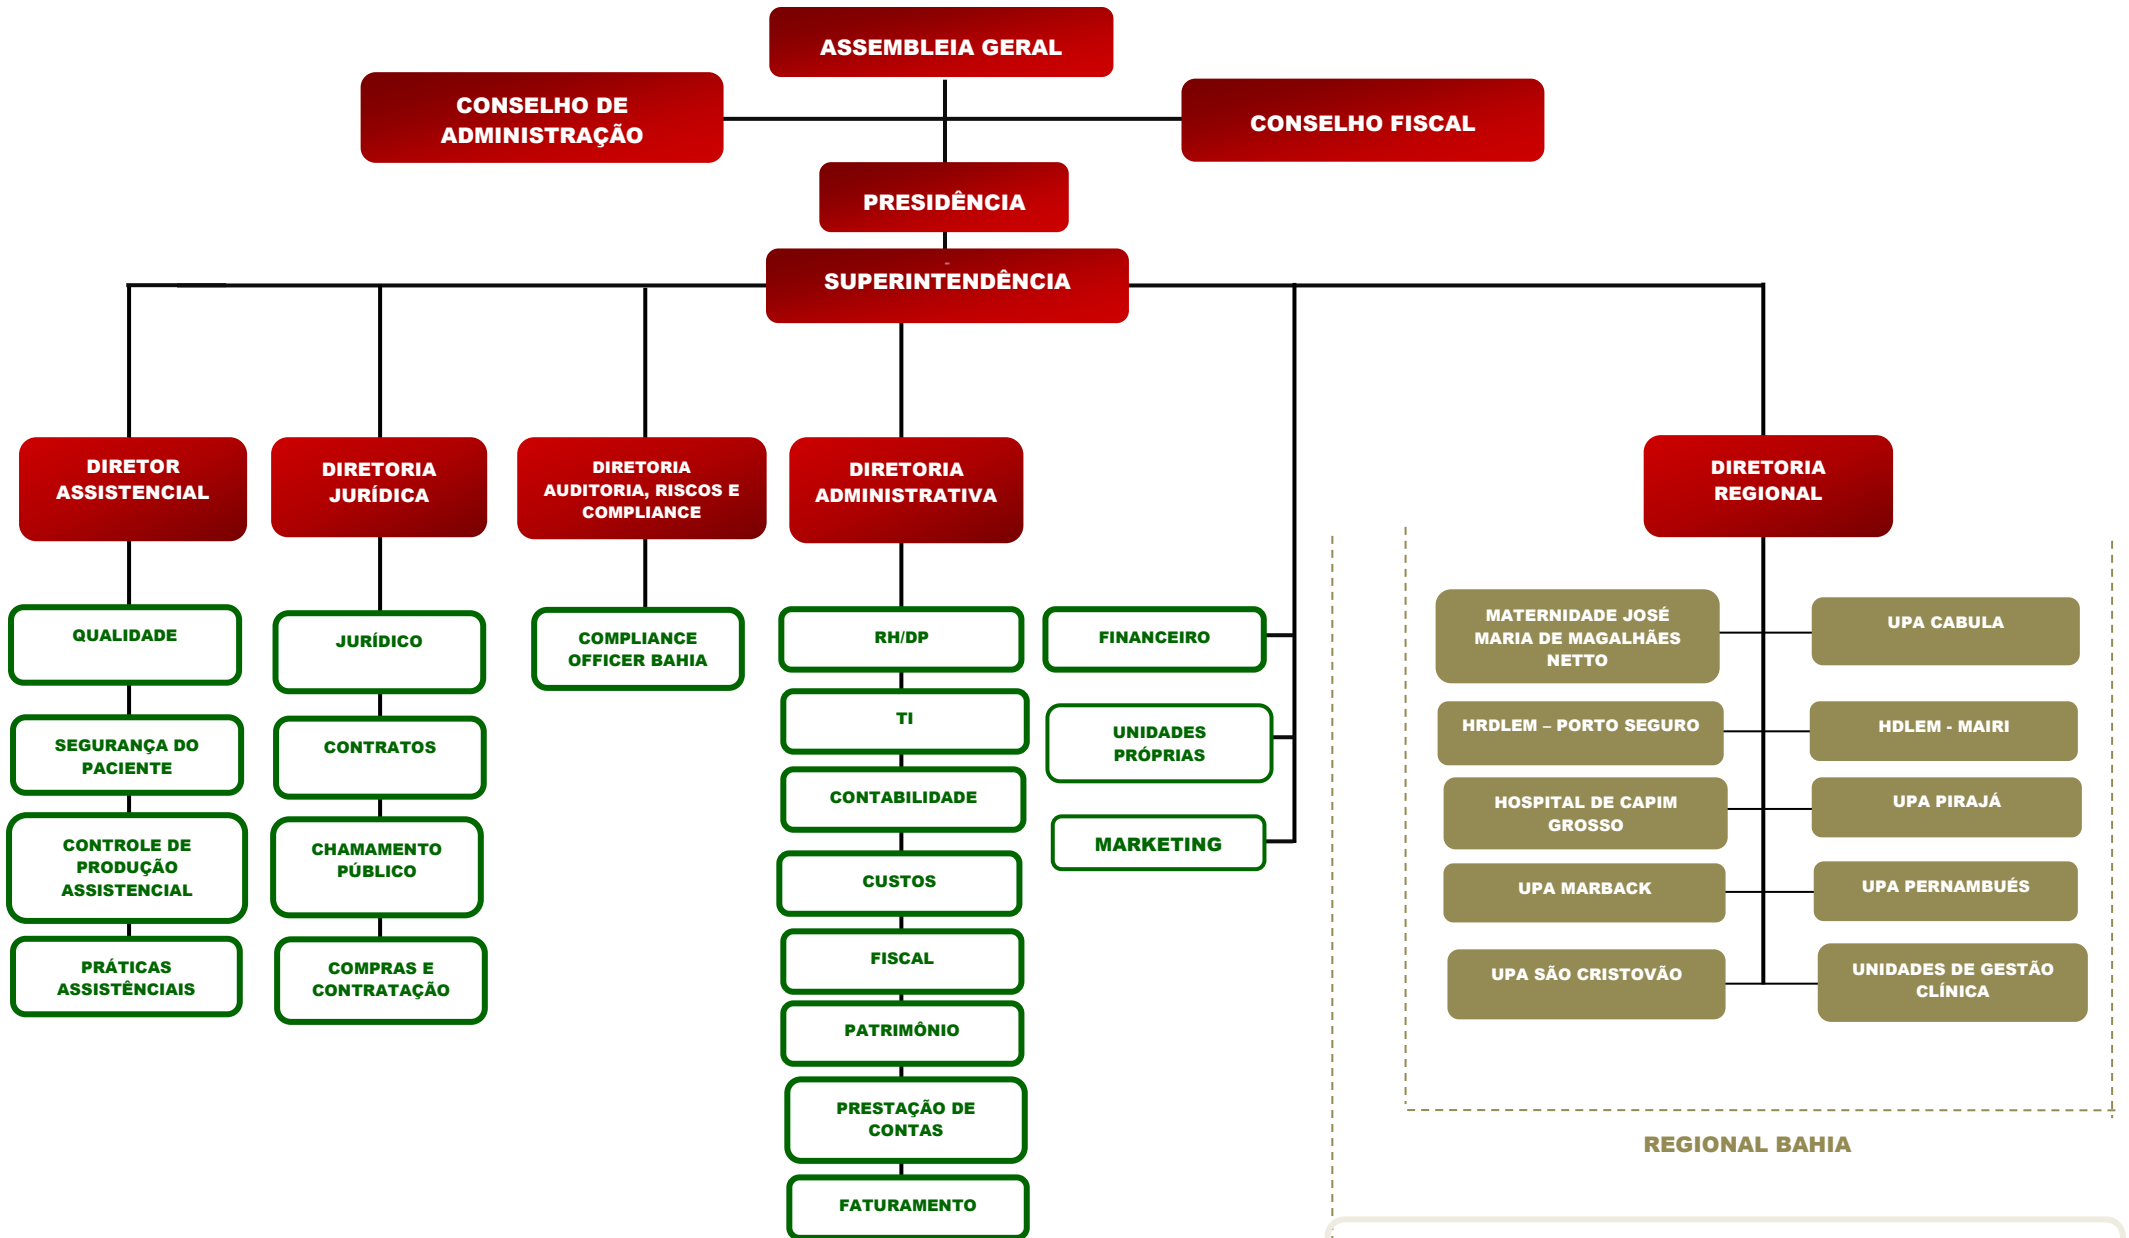 ASSEMBLEIA GERAL
CONSELHO DE
ADMINISTRAÇÃO
CONSELHO FISCAL
PRESIDÊNCIA
SUPERINTENDÊNCIA
DIRETOR
ASSISTENCIAL
DIRETORIA
JURÍDICA
DIRETORIA
AUDITORIA, RISCOS E
COMPLIANCE
DIRETORIA
ADMINISTRATIVA
DIRETORIA
REGIONAL
QUALIDADE
SEGURANÇA DO
PACIENTE
CONTROLE DE
PRODUÇÃO
ASSISTENCIAL
PRÁTICAS
ASSISTÊNCIAIS
JURÍDICO
CONTRATOS
CHAMAMENTO
PÚBLICO
COMPRAS E
CONTRATAÇÃO
COMPLIANCE
OFFICER BAHIA
RH/DP
TI
CONTABILIDADE
CUSTOS
FISCAL
PATRIMÔNIO
PRESTAÇÃO DE
CONTAS
FATURAMENTO
FINANCEIRO
UNIDADES
PRÓPRIAS
MARKETING
MATERNIDADE JOSÉ
MARIA DE MAGALHÃES
NETTO
UPA CABULA
HRDLEM – PORTO SEGURO
HDLEM - MAIRI
HOSPITAL DE CAPIM
GROSSO
UPA PIRAJÁ
UPA MARBACK
UPA PERNAMBUÉS
UPA SÃO CRISTOVÃO
UNIDADES DE GESTÃO
CLÍNICA
REGIONAL BAHIA